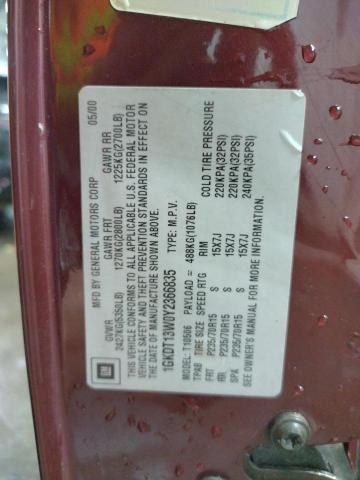 MFD BY GENERAL MOTORS CORP 05/00
GVWR GAWR FRT GAWR RR
2427KG(5350LB) 1270KG(2800LB) 1225KG(2700LB)
THIS VEHICLE CONFORMS TO ALL APPLICABLE U.S. FEDERAL MOTOR
VEHICLE SAFETY AND THEFT PREVENTION STANDARDS IN EFFECT ON
THE DATE OF MANUFACTURE SHOWN ABOVE.
1GKDT13W0Y2366835 TYPE: M.P.V.
MODEL: T10506 PAYLOAD = 488KG(1076LB)
TPAB TIRE SIZE SPEED RTG RIM COLD TIRE PRESSURE
FRT P235/70R15 S 15X7J 220KPA(32PSI)
RR P235/70R15 S 15X7J 220KPA(32PSI)
SPA P235/70R15 S 15X7J 240KPA(35PSI)
SEE OWNER'S MANUAL FOR MORE INFORMATION.
GM